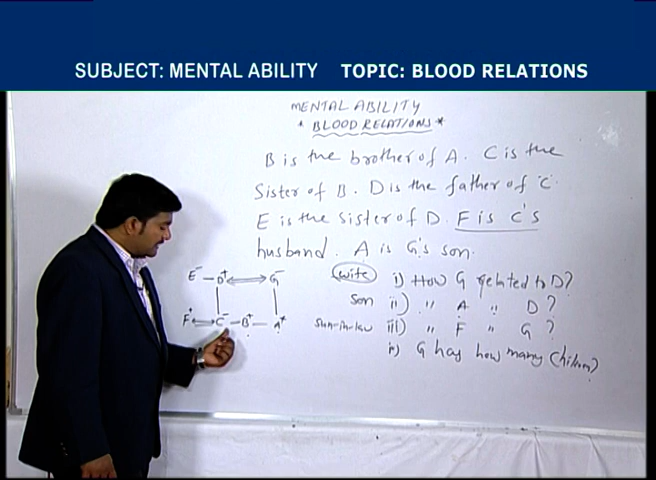 SUBJECT: MENTAL ABILITY TOPIC: BLOOD RELATIONS
MENTAL ABILITY
* BLOOD RELATIONS *
B is the brother of A. C is the
Sister of B. D is the father of C.
E is the sister of D. F is C's
husband. A is G's son.
wife i) How G related to D?
son ii) " A " D?
son-in-law iii) " F " G?
iv) G has how many Children?
E⁻ — D⁺ ⟺ G⁻
F⁺ ⟺ C⁻ — B⁺ — A⁺